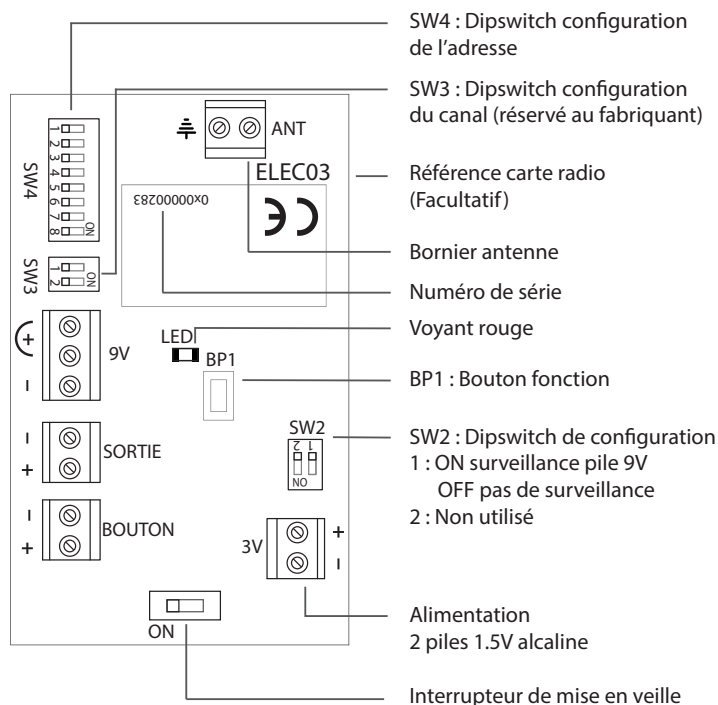 SW4 : Dipswitch configuration
de l'adresse
SW3 : Dipswitch configuration
du canal (réservé au fabriquant)
Référence carte radio
(Facultatif)
Bornier antenne
Numéro de série
Voyant rouge
BP1 : Bouton fonction
SW2 : Dipswitch de configuration
1 : ON surveillance pile 9V
OFF pas de surveillance
2 : Non utilisé
Alimentation
2 piles 1.5V alcaline
Interrupteur de mise en veille
ANT
ELEC03
0x00000283
CE
SW4
1
2
3
4
5
6
7
8
ON
SW3
1
2
ON
+
9V
–
LED
BP1
– SORTIE
+
– BOUTON
+
SW2
2 1
ON
3V +
–
ON